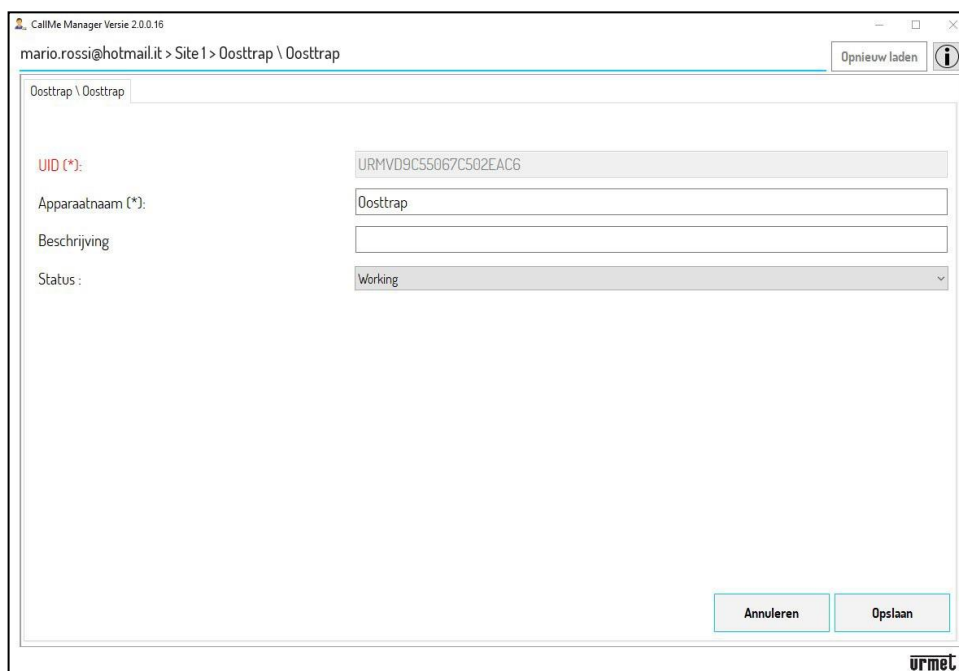 CallMe Manager Versie 2.0.0.16
mario.rossi@hotmail.it > Site 1 > Oosttrap \ Oosttrap
Opnieuw laden
Oosttrap \ Oosttrap
UID (*):
URMVD9C55067C502EAC6
Apparaatnaam (*):
Oosttrap
Beschrijving
Status :
Working
Annuleren
Opslaan
urmet